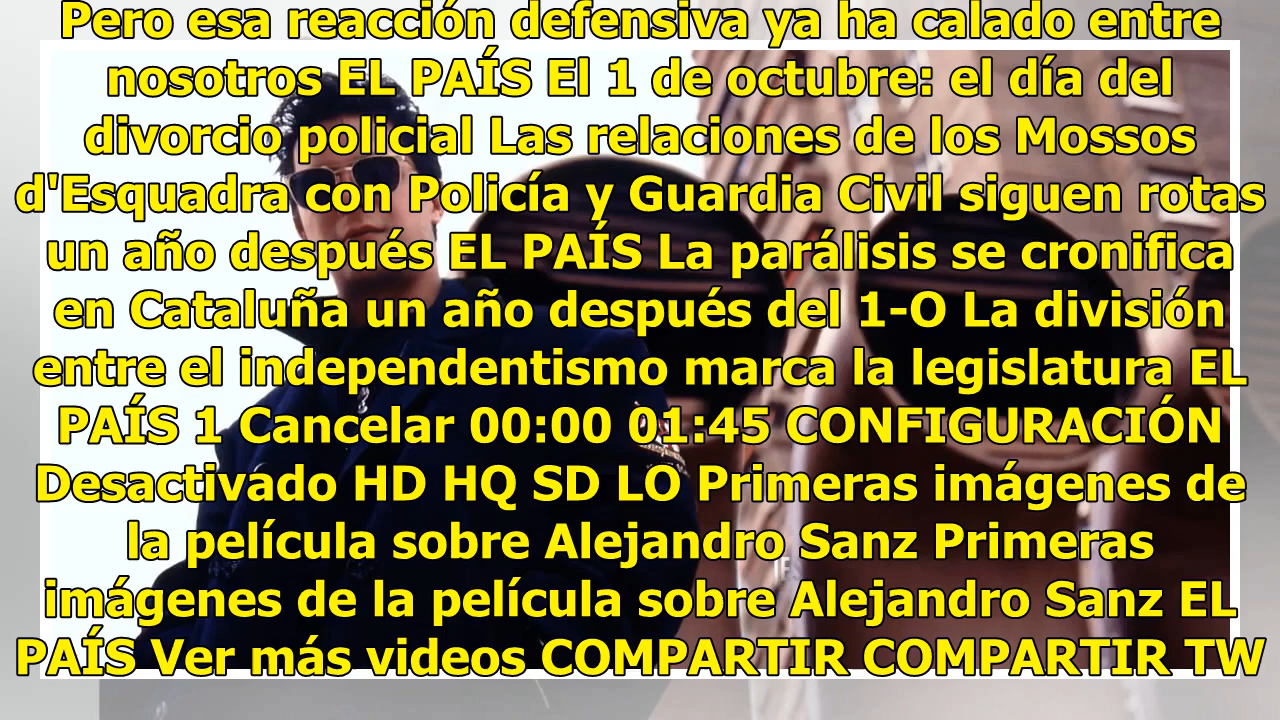 Pero esa reacción defensiva ya ha calado entre
nosotros EL PAÍS El 1 de octubre: el día del
divorcio policial Las relaciones de los Mossos
d'Esquadra con Policía y Guardia Civil siguen rotas
un año después EL PAÍS La parálisis se cronifica
en Cataluña un año después del 1-O La división
entre el independentismo marca la legislatura EL
PAÍS 1 Cancelar 00:00 01:45 CONFIGURACIÓN
Desactivado HD HQ SD LO Primeras imágenes de
la película sobre Alejandro Sanz Primeras
imágenes de la película sobre Alejandro Sanz EL
PAÍS Ver más videos COMPARTIR COMPARTIR TW